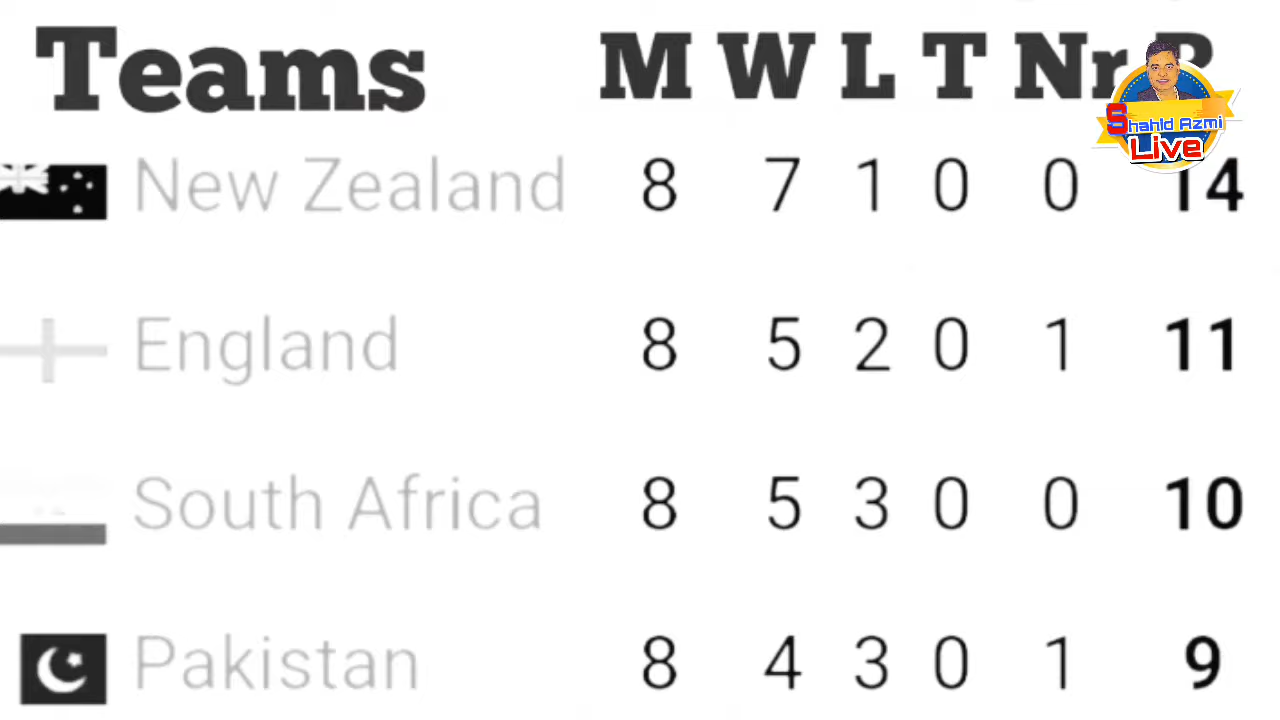 Teams M W L T Nr P
Shahid Azmi
Live
New Zealand 8 7 1 0 0 14
England 8 5 2 0 1 11
South Africa 8 5 3 0 0 10
Pakistan 8 4 3 0 1 9